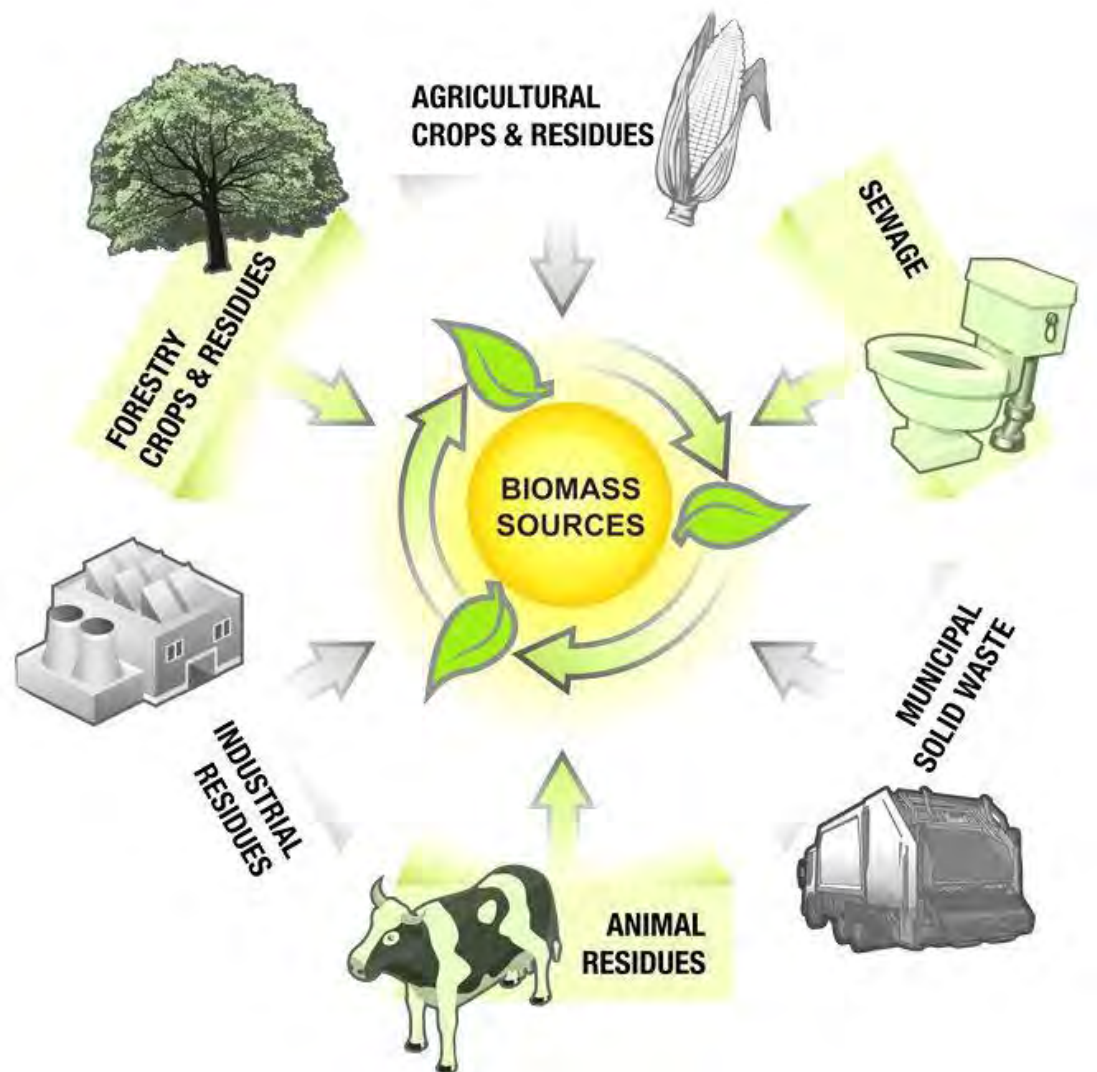 AGRICULTURAL
CROPS & RESIDUES
SEWAGE
FORESTRY
CROPS & RESIDUES
BIOMASS
SOURCES
MUNICIPAL
SOLID WASTE
INDUSTRIAL
RESIDUES
ANIMAL
RESIDUES